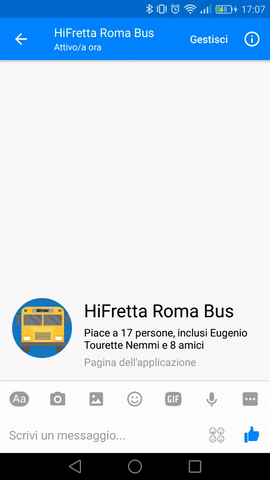 17:07
HiFretta Roma Bus
Attivo/a ora
Gestisci
HiFretta Roma Bus
Piace a 17 persone, inclusi Eugenio
Tourette Nemmi e 8 amici
Pagina dell'applicazione
Aa
GIF
Scrivi un messaggio...